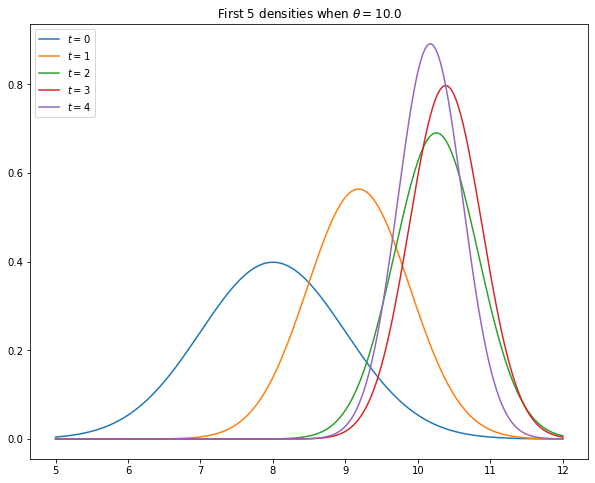 First 5 densities when θ = 10.0
t = 0
t = 1
t = 2
t = 3
t = 4
0.8
0.6
0.4
0.2
0.0
5 6 7 8 9 10 11 12